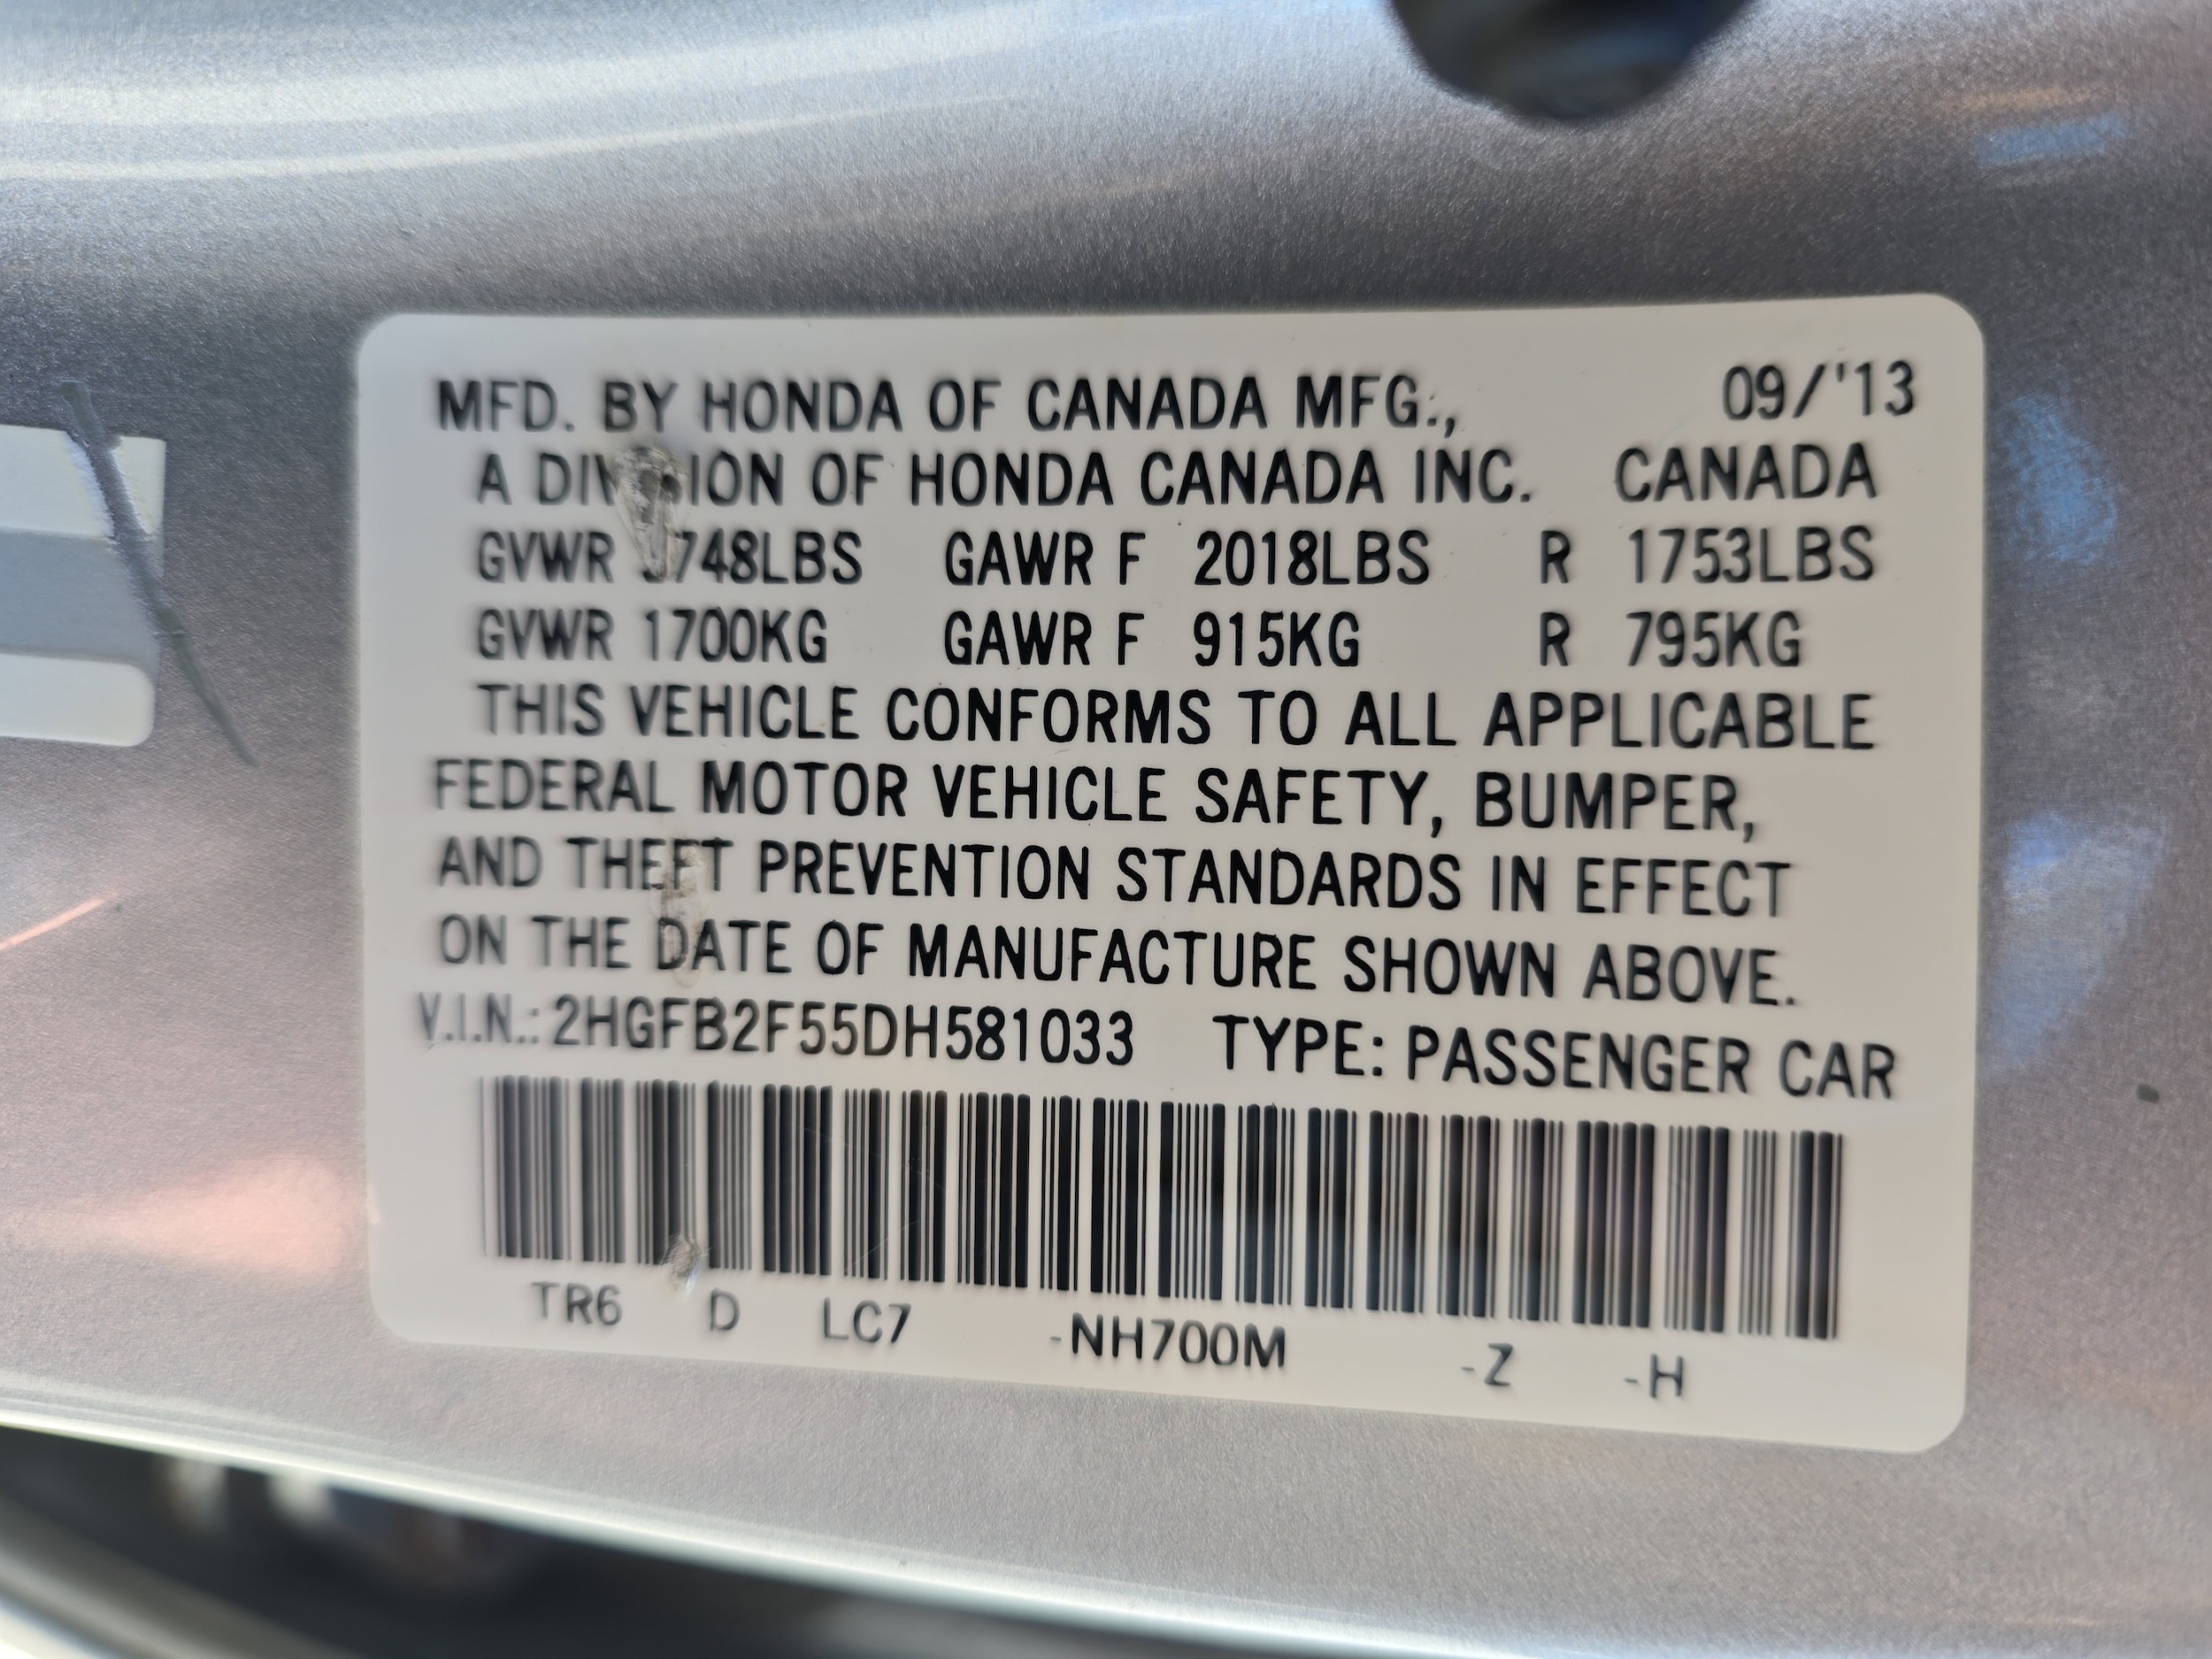 MFD. BY HONDA OF CANADA MFG., 09/'13
A OF HONDA CANADA INC. CANADA
GVWR GAWR F 2018LBS R 1753LBS
GVWR 1700KG GAWR F 915KG R 795KG
THIS VEHICLE CONFORMS TO ALL APPLICABLE
FEDERAL MOTOR VEHICLE SAFETY, BUMPER,
AND THEFT PREVENTION STANDARDS IN EFFECT
ON THE DATE OF MANUFACTURE SHOWN ABOVE.
V.I.N.: 2HGFB2F55DH581033 TYPE: PASSENGER CAR
TR6 D LC7 -NH700M -Z -H